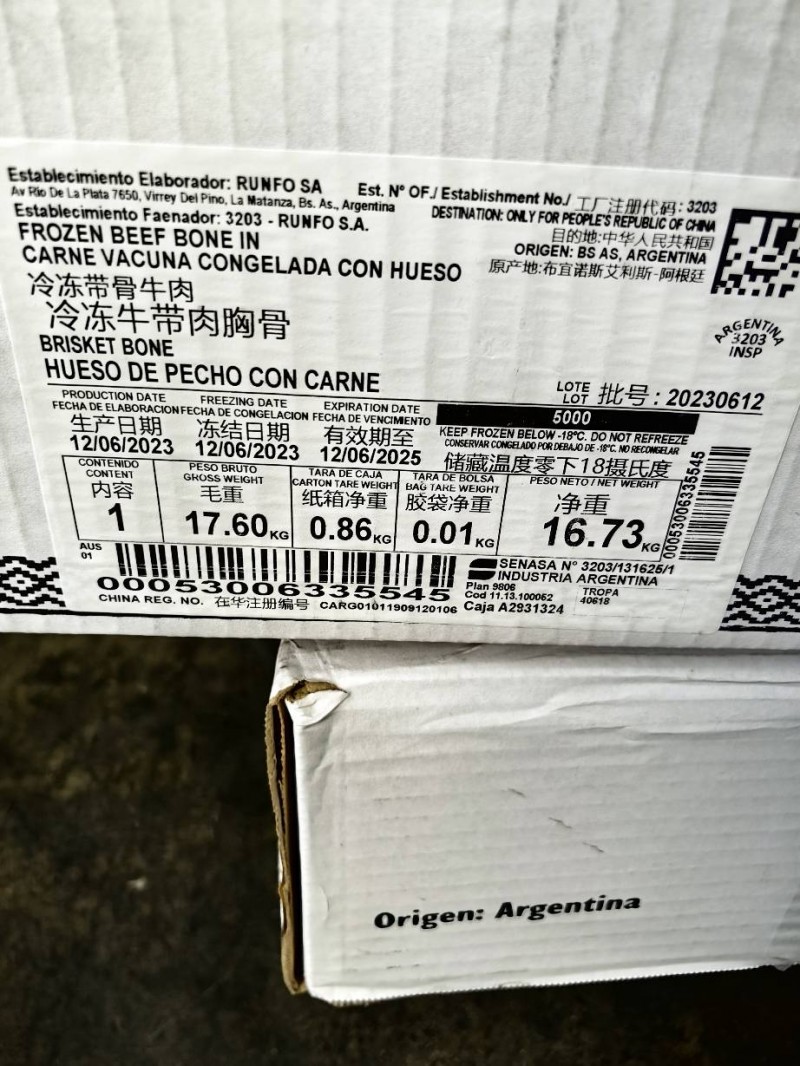 Establecimiento Elaborador: RUNFO SA
Av Rio De La Plata 7650, Virrey Del Pino, La Matanza, Bs. As., Argentina
Establecimiento Faenador: 3203 - RUNFO S.A.
Est. N° OF./ Establishment No./ 工厂注册代码: 3203
DESTINATION: ONLY FOR PEOPLE'S REPUBLIC OF CHINA
目的地:中华人民共和国
ORIGEN: BS AS, ARGENTINA
原产地:布宜诺斯艾利斯-阿根廷
FROZEN BEEF BONE IN
CARNE VACUNA CONGELADA CON HUESO
冷冻带骨牛肉
冷冻牛带肉胸骨
BRISKET BONE
HUESO DE PECHO CON CARNE
ARGENTINA
3203
INSP
LOTE
LOT 批号: 20230612
PRODUCTION DATE
FECHA DE ELABORACION
生产日期
12/06/2023
FREEZING DATE
FECHA DE CONGELACION
冻结日期
12/06/2023
EXPIRATION DATE
FECHA DE VENCIMIENTO
有效期至
12/06/2025
5000
KEEP FROZEN BELOW -18°C. DO NOT REFREEZE
CONSERVAR CONGELADO POR DEBAJO DE -18°C. NO RECONGELAR
储藏温度零下18摄氏度
CONTENIDO
CONTENT
内容
1
PESO BRUTO
GROSS WEIGHT
毛重
17.60KG
TARA DE CAJA
CARTON TARE WEIGHT
纸箱净重
0.86KG
TARA DE BOLSA
BAG TARE WEIGHT
胶袋净重
0.01KG
PESO NETO / NET WEIGHT
净重
16.73KG
000530063355​45
AUS
01
00053006335545
CHINA REG. NO. 在华注册编号 CARG01011909120106
SENASA N° 3203/131625/1
INDUSTRIA ARGENTINA
Plan 9806
Cod 11.13.100062
Caja A2931324
TROPA
40618
Origen: Argentina